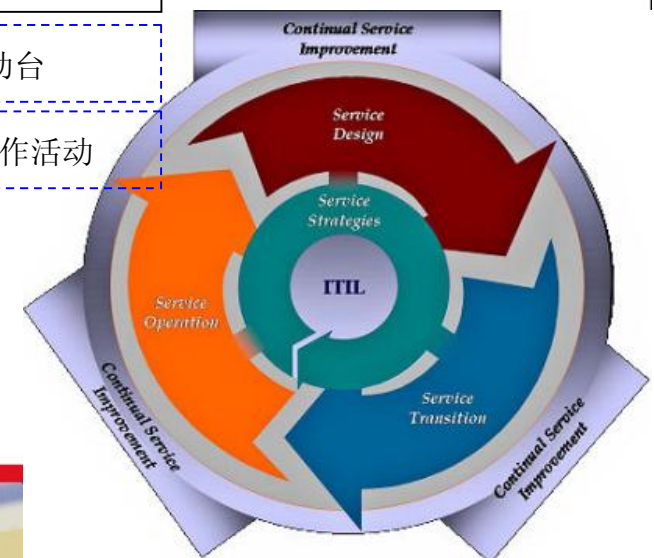 Continual Service
Improvement
动台
作活动
Service
Design
Service
Strategies
ITIL
Service
Operation
Service
Transition
Continual Service
Improvement
Continual Service
Improvement